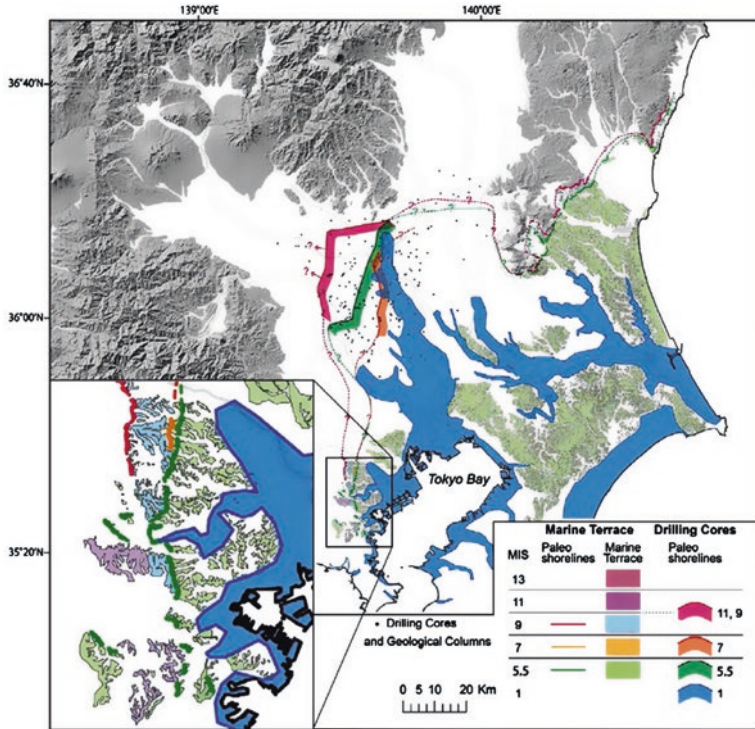 139°00'E
140°00'E
36°40'N
36°00'N
35°20'N
?
?
?
?
?
?
?
Tokyo Bay
• Drilling Cores
and Geological Columns
0 5 10 20 Km
Marine Terrace Drilling Cores
MIS Paleo shorelines Marine Terrace Paleo shorelines
13
11
11, 9
9
7 7
5.5 5.5
1 1